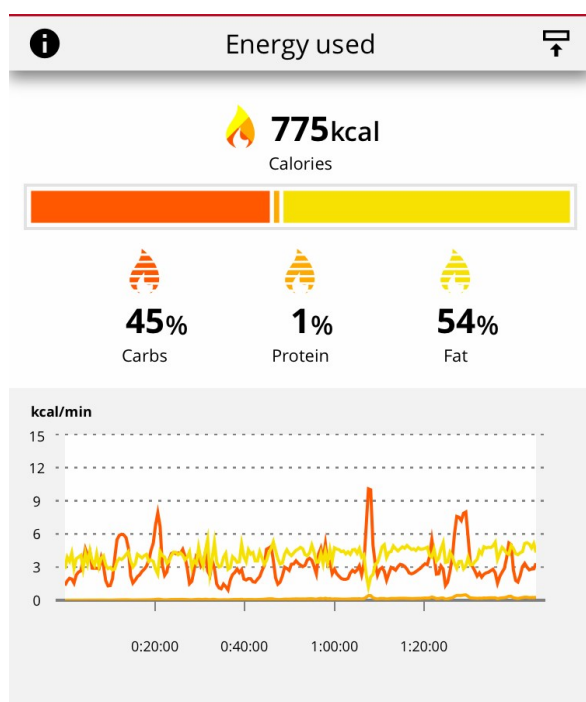 Energy used
775kcal
Calories
45% 1% 54%
Carbs Protein Fat
kcal/min
15
12
9
6
3
0
0:20:00 0:40:00 1:00:00 1:20:00